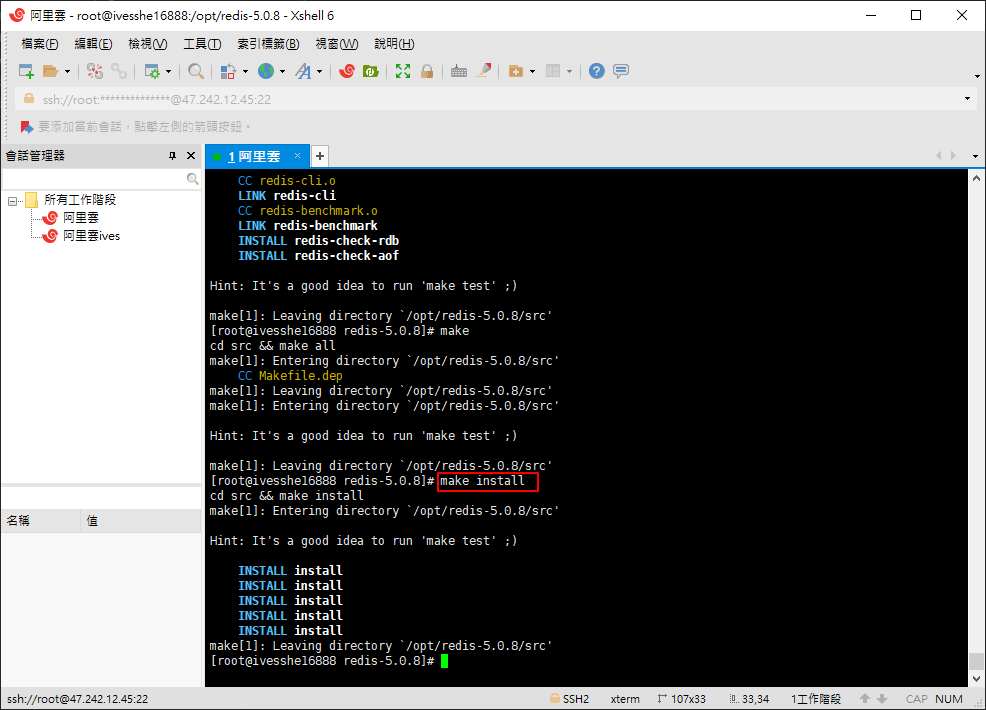 阿里雲 - root@ivesshe16888:/opt/redis-5.0.8 - Xshell 6
檔案(F) 編輯(E) 檢視(V) 工具(T) 索引標籤(B) 視窗(W) 說明(H)
ssh://root:**************@47.242.12.45:22
要添加當前會話，點擊左側的箭頭按鈕。
會話管理器
1 阿里雲 × +
所有工作階段
阿里雲
阿里雲ives
名稱 值
CC redis-cli.o
LINK redis-cli
CC redis-benchmark.o
LINK redis-benchmark
INSTALL redis-check-rdb
INSTALL redis-check-aof
Hint: It's a good idea to run 'make test' ;)
make[1]: Leaving directory `/opt/redis-5.0.8/src'
[root@ivesshe16888 redis-5.0.8]# make
cd src && make all
make[1]: Entering directory `/opt/redis-5.0.8/src'
CC Makefile.dep
make[1]: Leaving directory `/opt/redis-5.0.8/src'
make[1]: Entering directory `/opt/redis-5.0.8/src'
Hint: It's a good idea to run 'make test' ;)
make[1]: Leaving directory `/opt/redis-5.0.8/src'
[root@ivesshe16888 redis-5.0.8]# make install
cd src && make install
make[1]: Entering directory `/opt/redis-5.0.8/src'
Hint: It's a good idea to run 'make test' ;)
INSTALL install
INSTALL install
INSTALL install
INSTALL install
INSTALL install
make[1]: Leaving directory `/opt/redis-5.0.8/src'
[root@ivesshe16888 redis-5.0.8]#
ssh://root@47.242.12.45:22 SSH2 xterm 107x33 33,34 1工作階段 CAP NUM